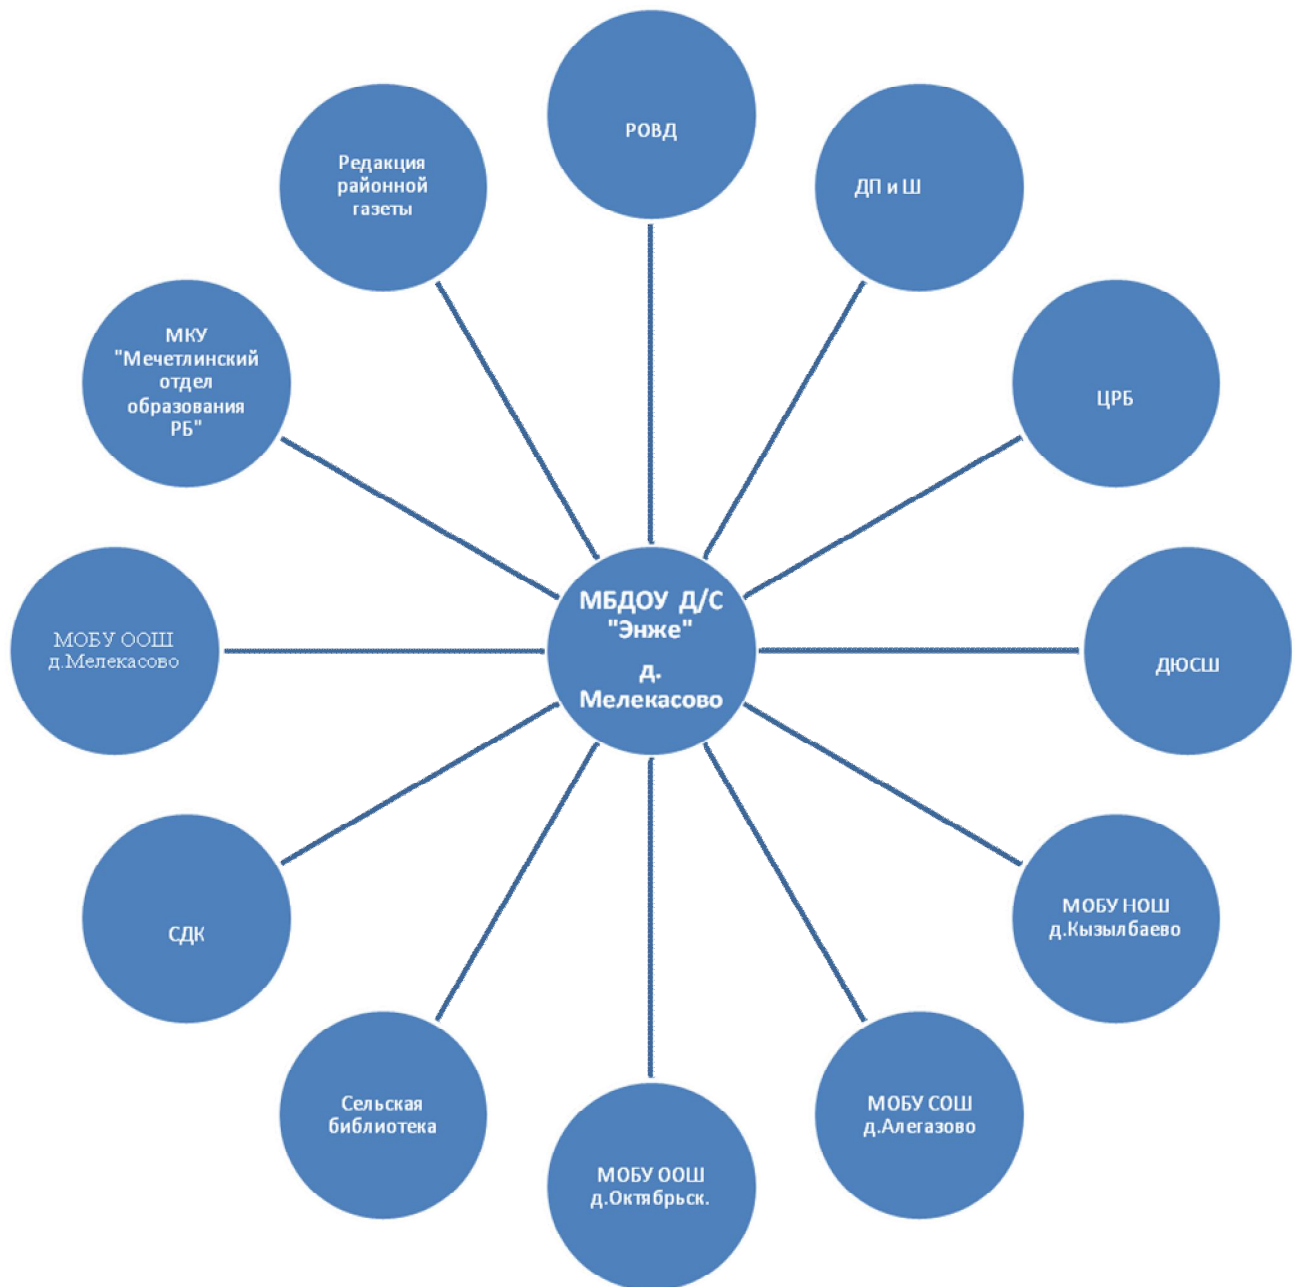 РОВД
ДП и Ш
ЦРБ
ДЮСШ
МОБУ НОШ
д.Кызылбаево
МОБУ СОШ
д.Алегазово
МОБУ ООШ
д.Октябрьск.
Сельская
библиотека
СДК
МОБУ ООШ
д.Мелекасово
МКУ
"Мечетлинский
отдел
образования
РБ"
Редакция
районной
газеты
МБДОУ Д/С
"Энже"
д.
Мелекасово